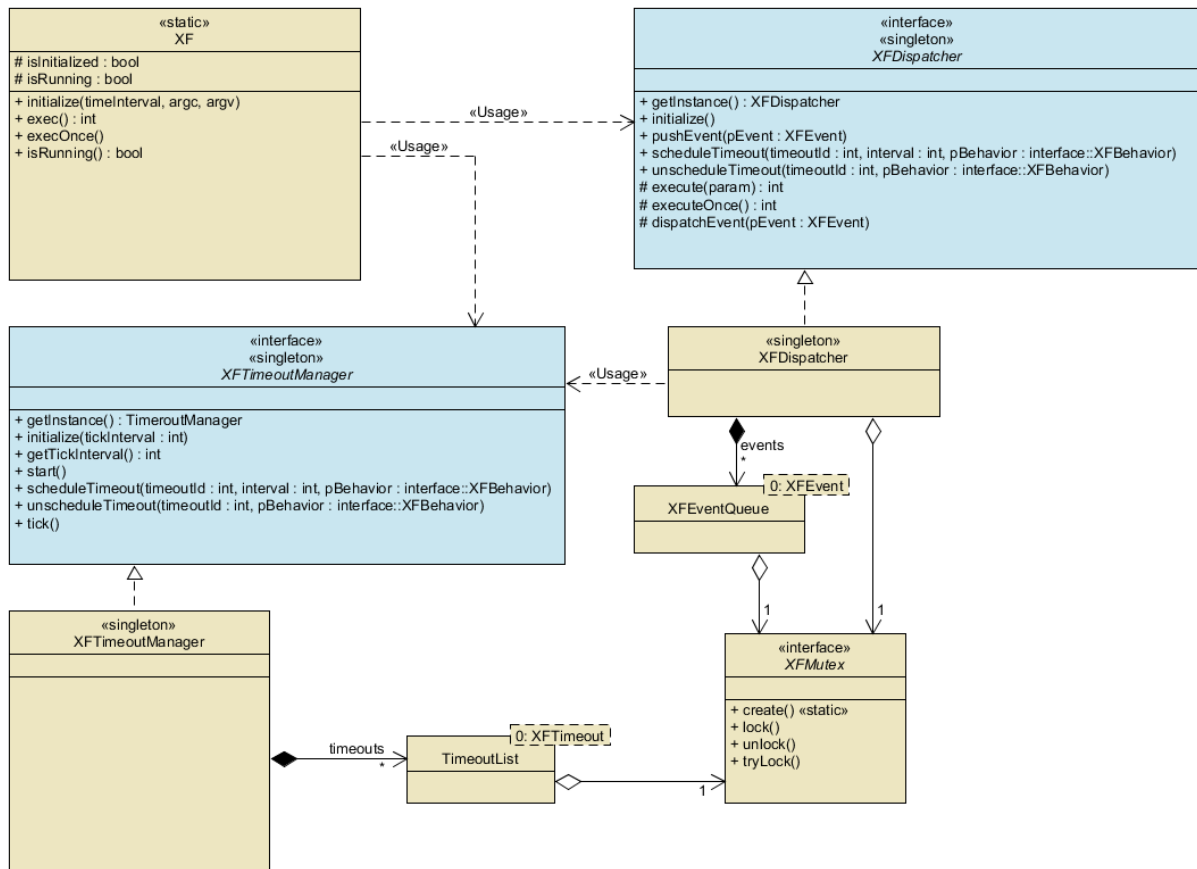 «static»
XF
# isInitialized : bool
# isRunning : bool
+ initialize(timeInterval, argc, argv)
+ exec() : int
+ execOnce()
+ isRunning() : bool
«Usage»
«Usage»
«interface»
«singleton»
XFDispatcher
+ getInstance() : XFDispatcher
+ initialize()
+ pushEvent(pEvent : XFEvent)
+ scheduleTimeout(timeoutId : int, interval : int, pBehavior : interface::XFBehavior)
+ unscheduleTimeout(timeoutId : int, pBehavior : interface::XFBehavior)
# execute(param) : int
# executeOnce() : int
# dispatchEvent(pEvent : XFEvent)
«interface»
«singleton»
XFTimeoutManager
+ getInstance() : TimeroutManager
+ initialize(tickInterval : int)
+ getTickInterval() : int
+ start()
+ scheduleTimeout(timeoutId : int, interval : int, pBehavior : interface::XFBehavior)
+ unscheduleTimeout(timeoutId : int, pBehavior : interface::XFBehavior)
+ tick()
«Usage»
«singleton»
XFDispatcher
events
*
0: XFEvent
XFEventQueue
1
1
«singleton»
XFTimeoutManager
timeouts
*
0: XFTimeout
TimeoutList
1
«interface»
XFMutex
+ create() «static»
+ lock()
+ unlock()
+ tryLock()